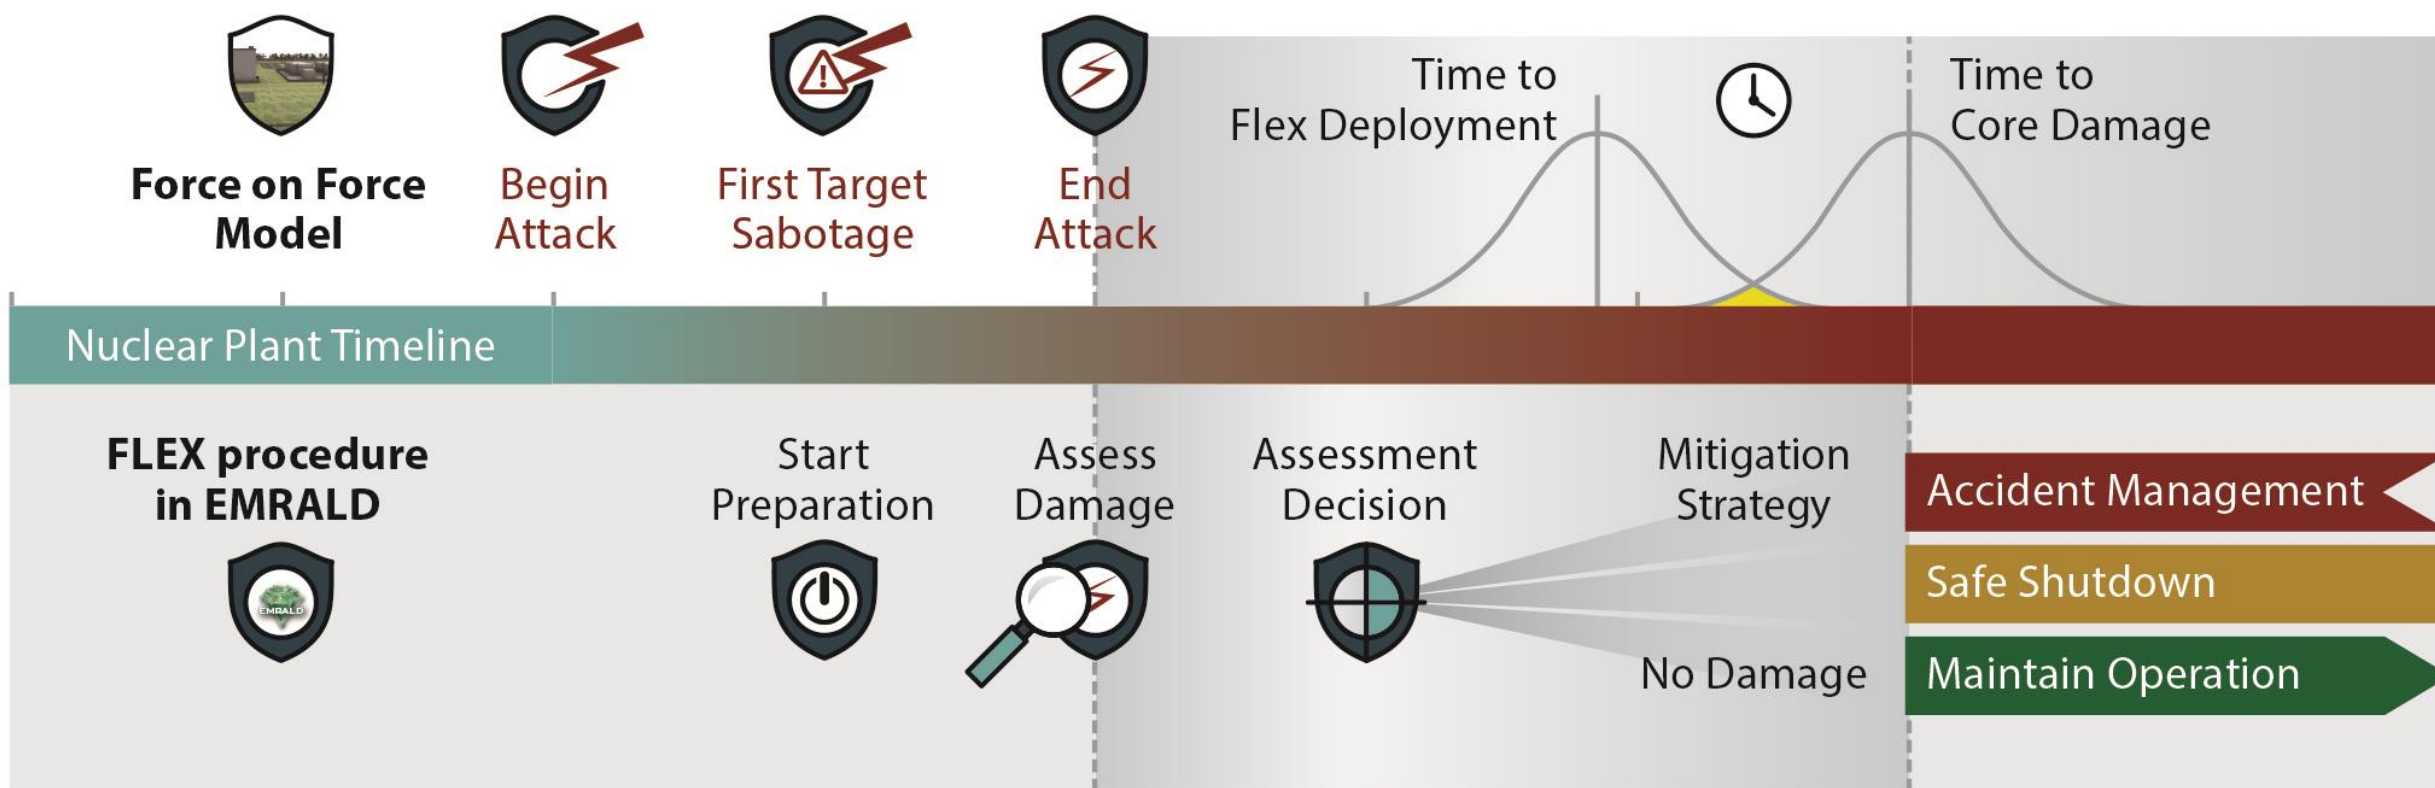 Force on Force
Model
Begin
Attack
First Target
Sabotage
End
Attack
Time to
Flex Deployment
Time to
Core Damage
Nuclear Plant Timeline
FLEX procedure
in EMRALD
EMRALD
Start
Preparation
Assess
Damage
Assessment
Decision
Mitigation
Strategy
No Damage
Accident Management
Safe Shutdown
Maintain Operation